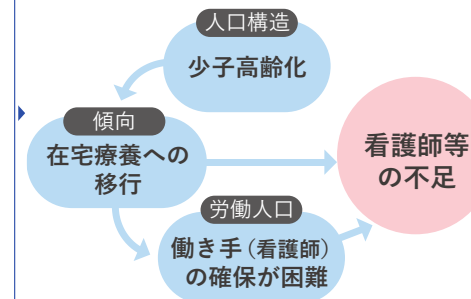 人口構造
少子高齢化
傾向
在宅療養への
移行
看護師等
の不足
労働人口
働き手（看護師）
の確保が困難